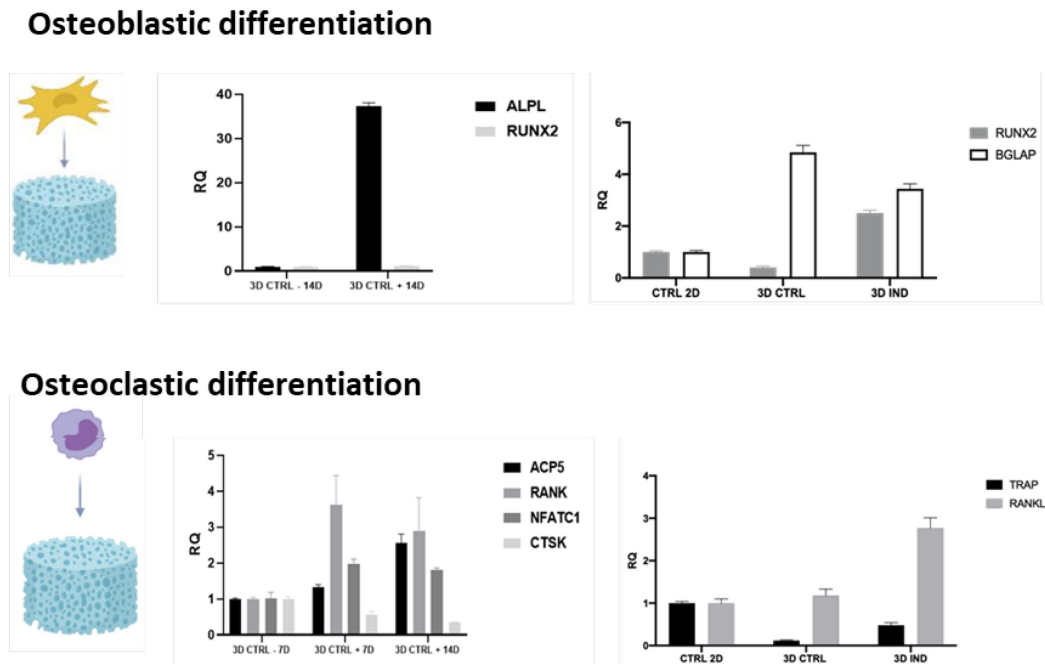 Osteoblastic differentiation
40
30
20
10
0
RQ
3D CTRL - 14D
3D CTRL + 14D
ALPL
RUNX2
6
4
2
0
RQ
CTRL 2D
3D CTRL
3D IND
RUNX2
BGLAP
Osteoclastic differentiation
5
4
3
2
1
0
RQ
3D CTRL - 7D
3D CTRL + 7D
3D CTRL + 14D
ACP5
RANK
NFATC1
CTSK
4
3
2
1
0
RQ
CTRL 2D
3D CTRL
3D IND
TRAP
RANKL